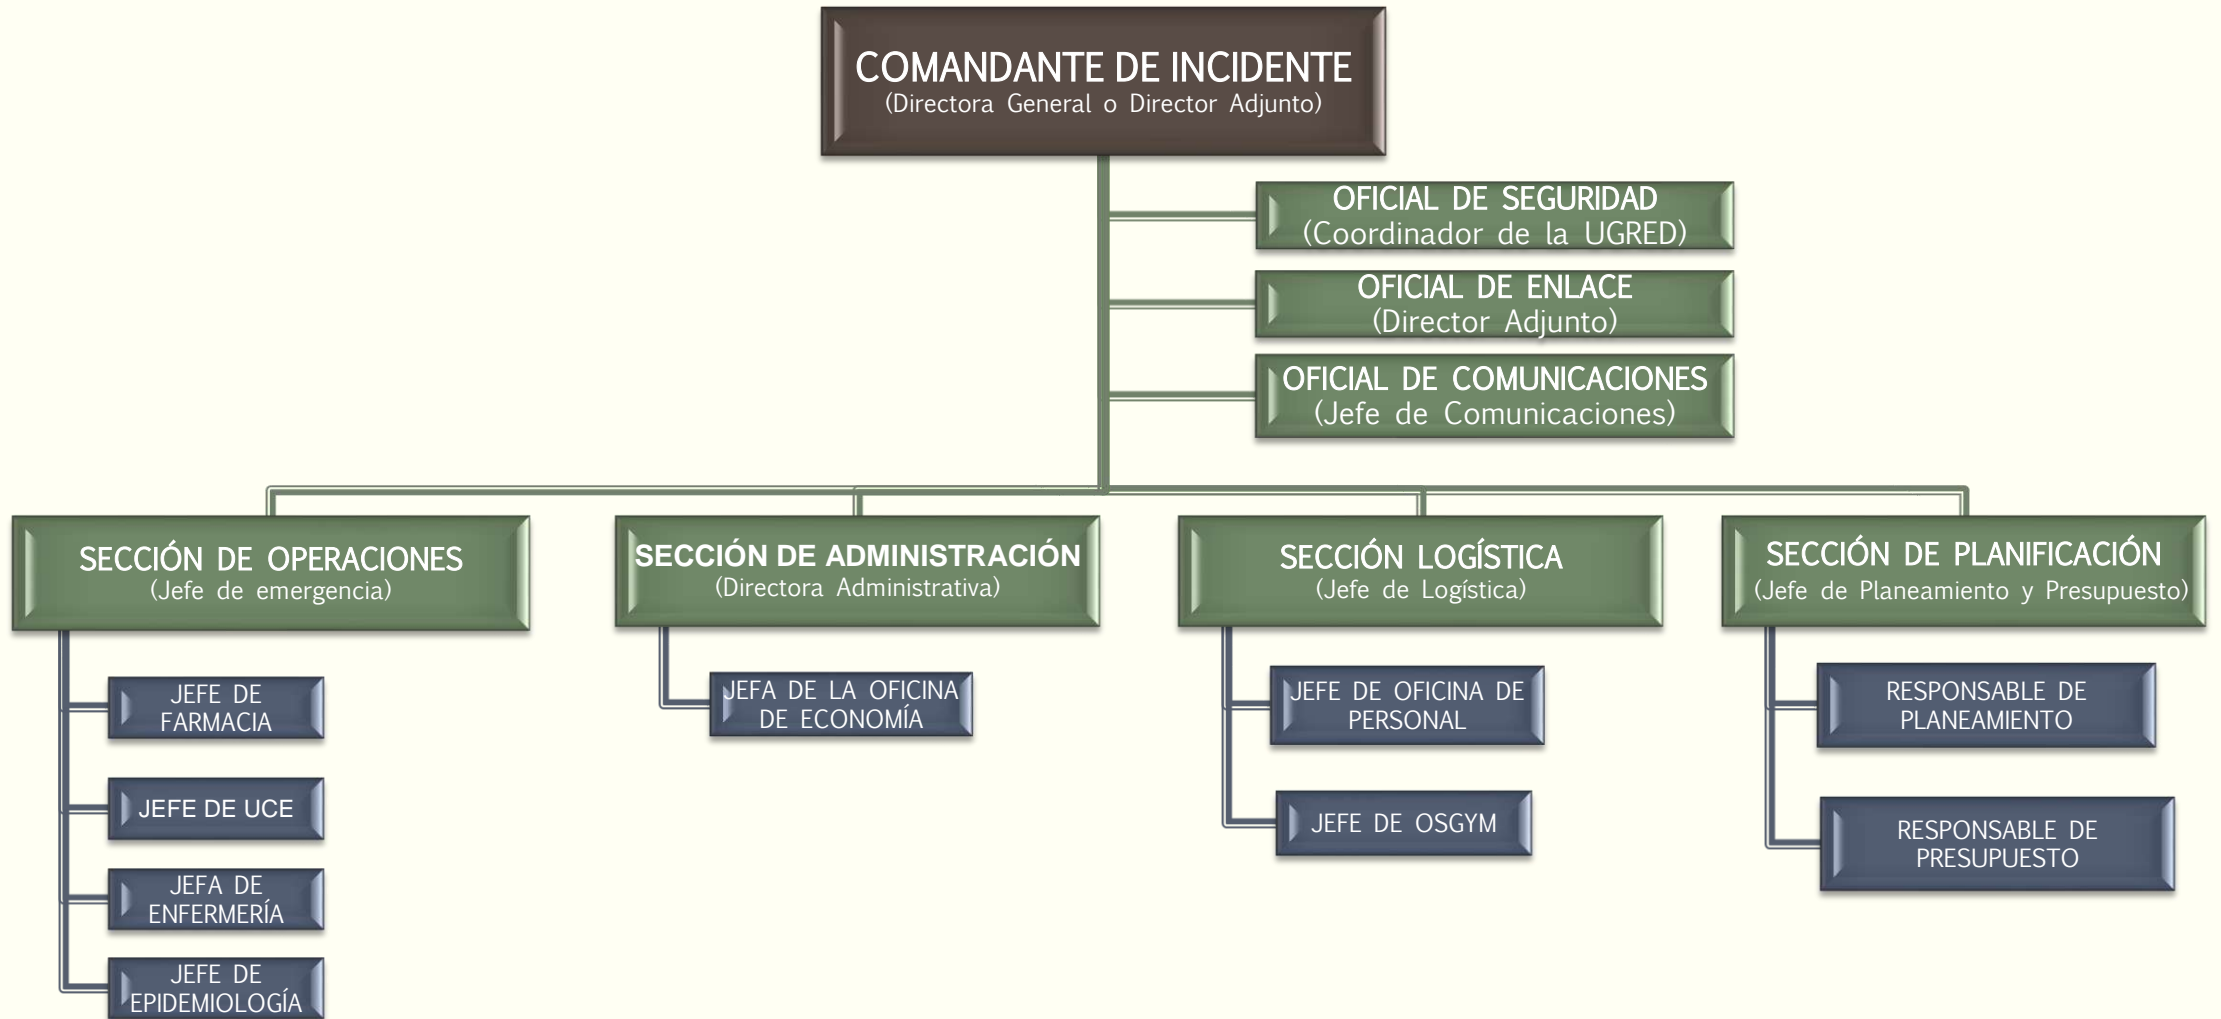 COMANDANTE DE INCIDENTE
(Directora General o Director Adjunto)
OFICIAL DE SEGURIDAD
(Coordinador de la UGRED)
OFICIAL DE ENLACE
(Director Adjunto)
OFICIAL DE COMUNICACIONES
(Jefe de Comunicaciones)
SECCIÓN DE OPERACIONES
(Jefe de emergencia)
JEFE DE
FARMACIA
JEFE DE UCE
JEFA DE
ENFERMERÍA
JEFE DE
EPIDEMIOLOGÍA
SECCIÓN DE ADMINISTRACIÓN
(Directora Administrativa)
JEFA DE LA OFICINA
DE ECONOMÍA
SECCIÓN LOGÍSTICA
(Jefe de Logística)
JEFE DE OFICINA DE
PERSONAL
JEFE DE OSGYM
SECCIÓN DE PLANIFICACIÓN
(Jefe de Planeamiento y Presupuesto)
RESPONSABLE DE
PLANEAMIENTO
RESPONSABLE DE
PRESUPUESTO